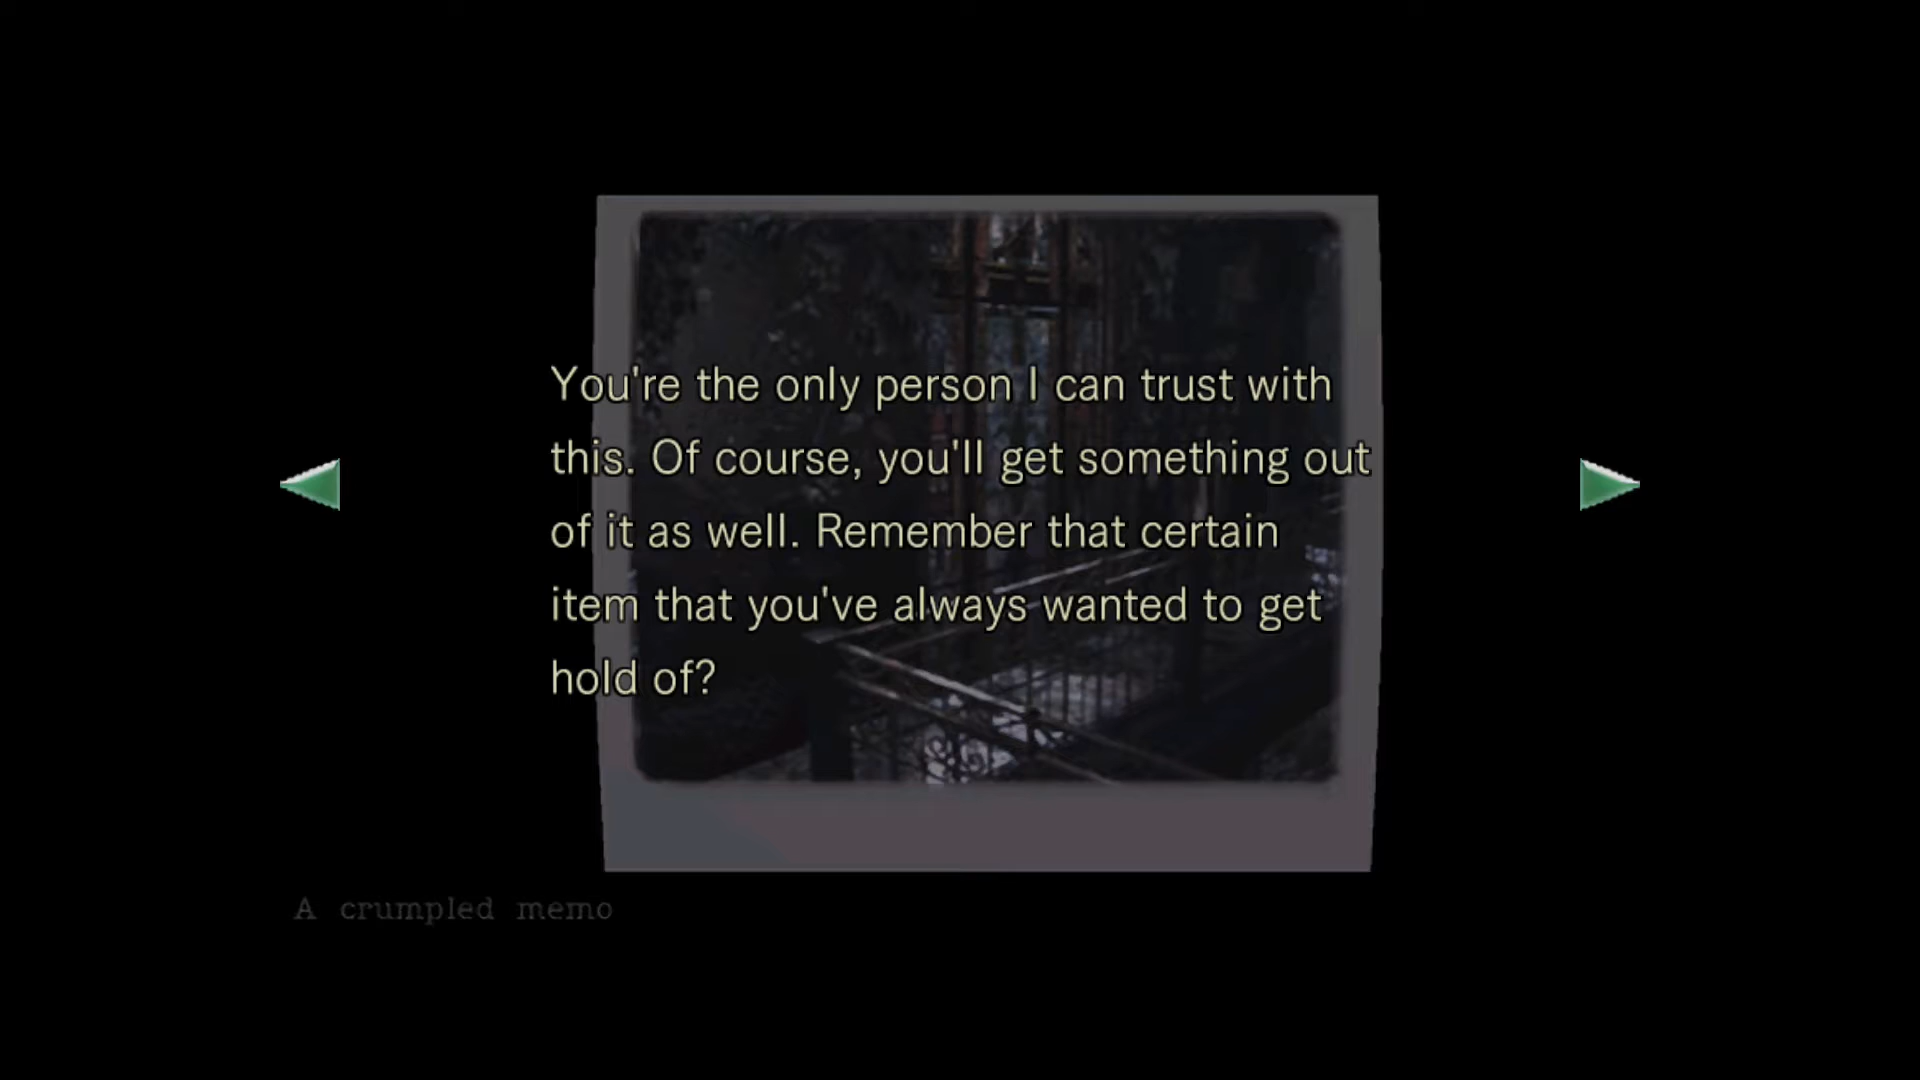 You're the only person I can trust with
this. Of course, you'll get something out
of it as well. Remember that certain
item that you've always wanted to get
hold of?
A crumpled memo